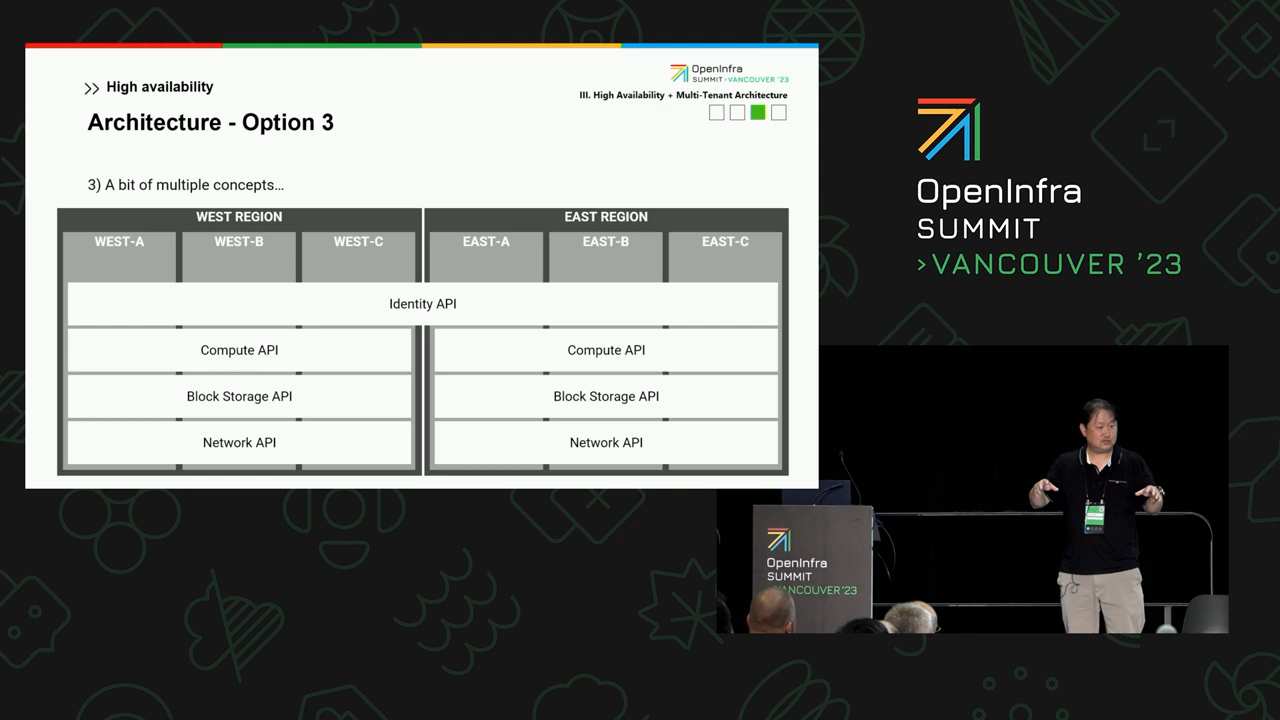 >> High availability
Architecture - Option 3
OpenInfra
SUMMIT >VANCOUVER '23
III. High Availability + Multi-Tenant Architecture
3) A bit of multiple concepts…
WEST REGION
EAST REGION
WEST-A
WEST-B
WEST-C
EAST-A
EAST-B
EAST-C
Identity API
Compute API
Compute API
Block Storage API
Block Storage API
Network API
Network API
OpenInfra
SUMMIT
>VANCOUVER '23
OpenInfra
SUMMIT
>VANCOUVER '23